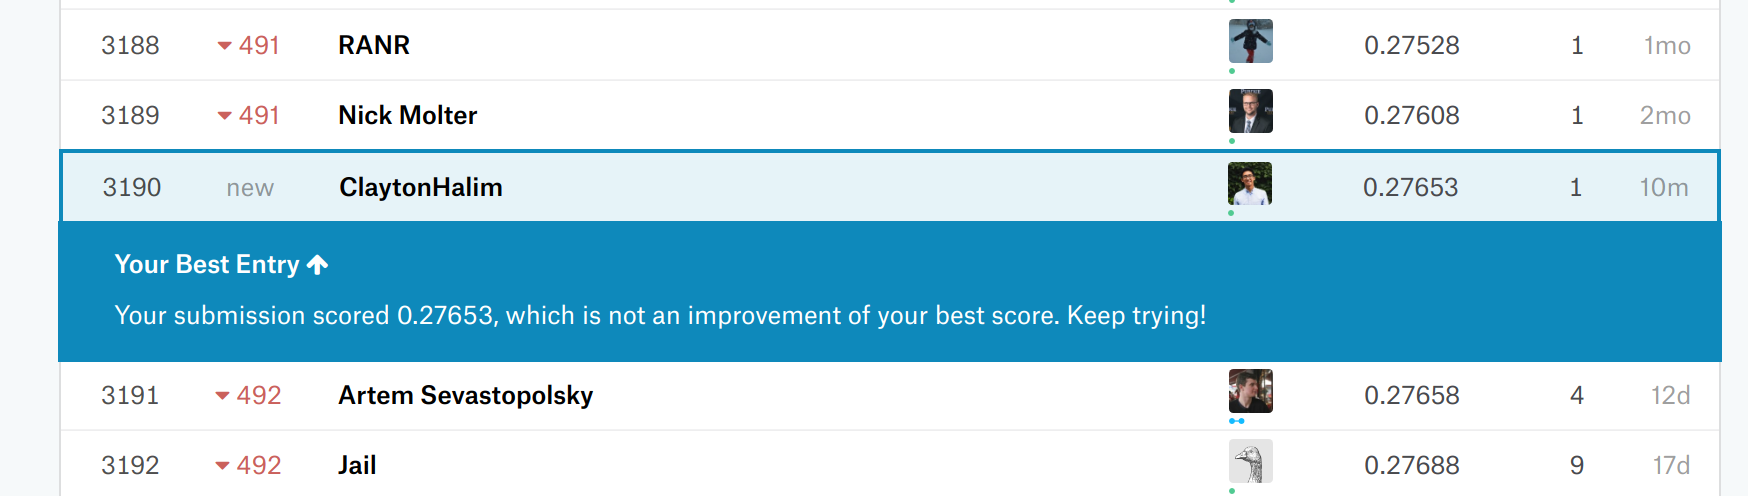 3188 491 RANR 0.27528 1 1mo
3189 491 Nick Molter 0.27608 1 2mo
3190 new ClaytonHalim 0.27653 1 10m
Your Best Entry
Your submission scored 0.27653, which is not an improvement of your best score. Keep trying!
3191 492 Artem Sevastopolsky 0.27658 4 12d
3192 492 Jail 0.27688 9 17d